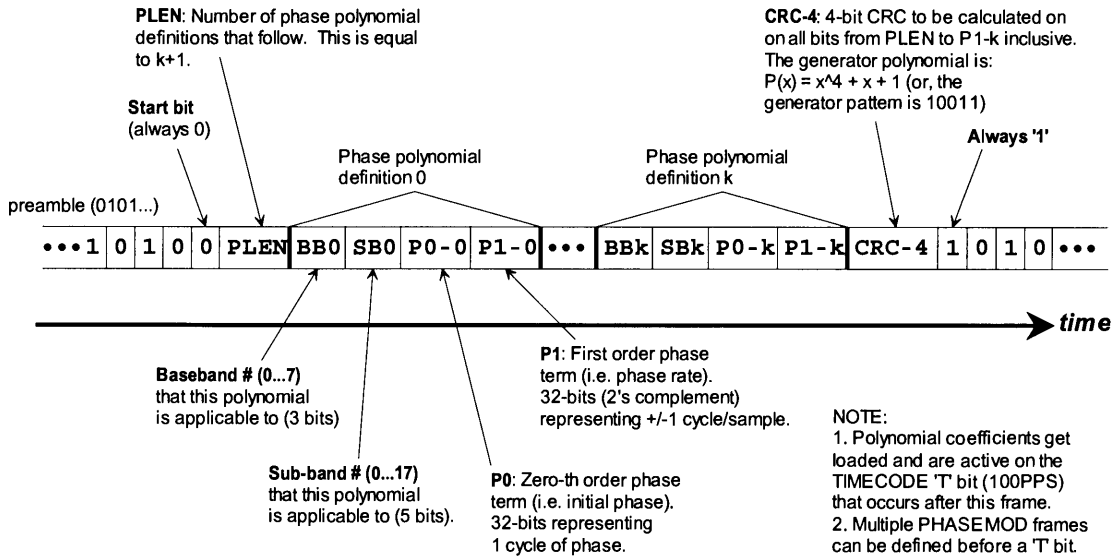 PLEN: Number of phase polynomial
definitions that follow. This is equal
to k+1.
CRC-4: 4-bit CRC to be calculated on
on all bits from PLEN to P1-k inclusive.
The generator polynomial is:
P(x) = x^4 + x + 1 (or, the
generator pattern is 10011)
Start bit
(always 0)
Always '1'
Phase polynomial
definition 0
Phase polynomial
definition k
preamble (0101...)
•••1 0 1 0 0 PLEN BB0 SB0 P0-0 P1-0 ••• BBk SBk P0-k P1-k CRC-4 1 0 1 0 •••
time
Baseband # (0...7)
that this polynomial
is applicable to (3 bits)
P1: First order phase
term (i.e. phase rate).
32-bits (2's complement)
representing +/-1 cycle/sample.
Sub-band # (0...17)
that this polynomial
is applicable to (5 bits).
P0: Zero-th order phase
term (i.e. initial phase).
32-bits representing
1 cycle of phase.
NOTE:
1. Polynomial coefficients get
loaded and are active on the
TIMECODE 'T' bit (100PPS)
that occurs after this frame.
2. Multiple PHASEMOD frames
can be defined before a 'T' bit.